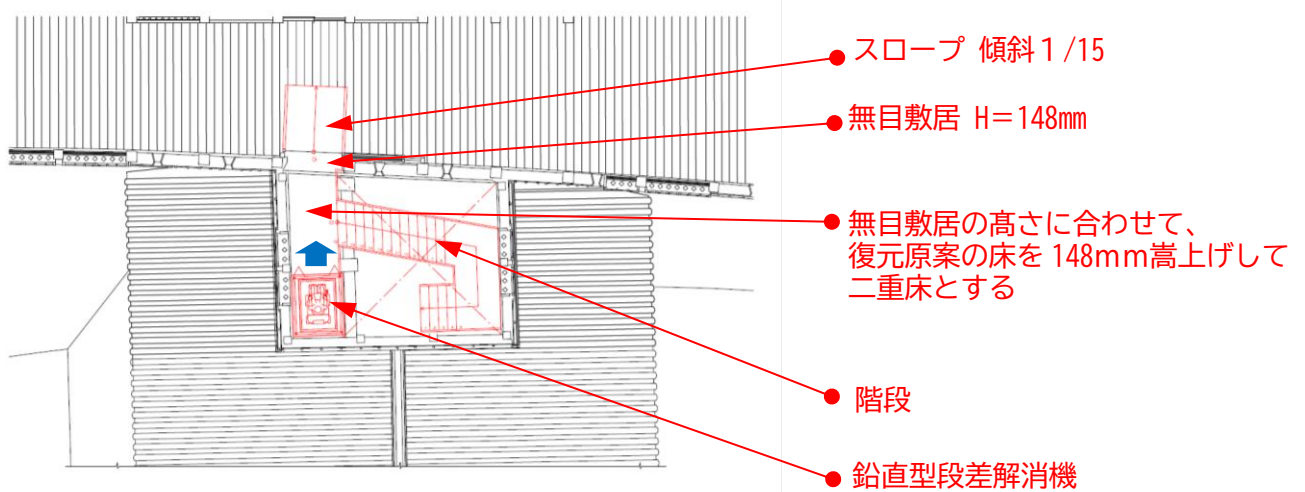 スロープ 傾斜１/15
無目敷居 H＝148㎜
無目敷居の髙さに合わせて、
復元原案の床を 148ｍｍ嵩上げして
二重床とする
階段
鉛直型段差解消機